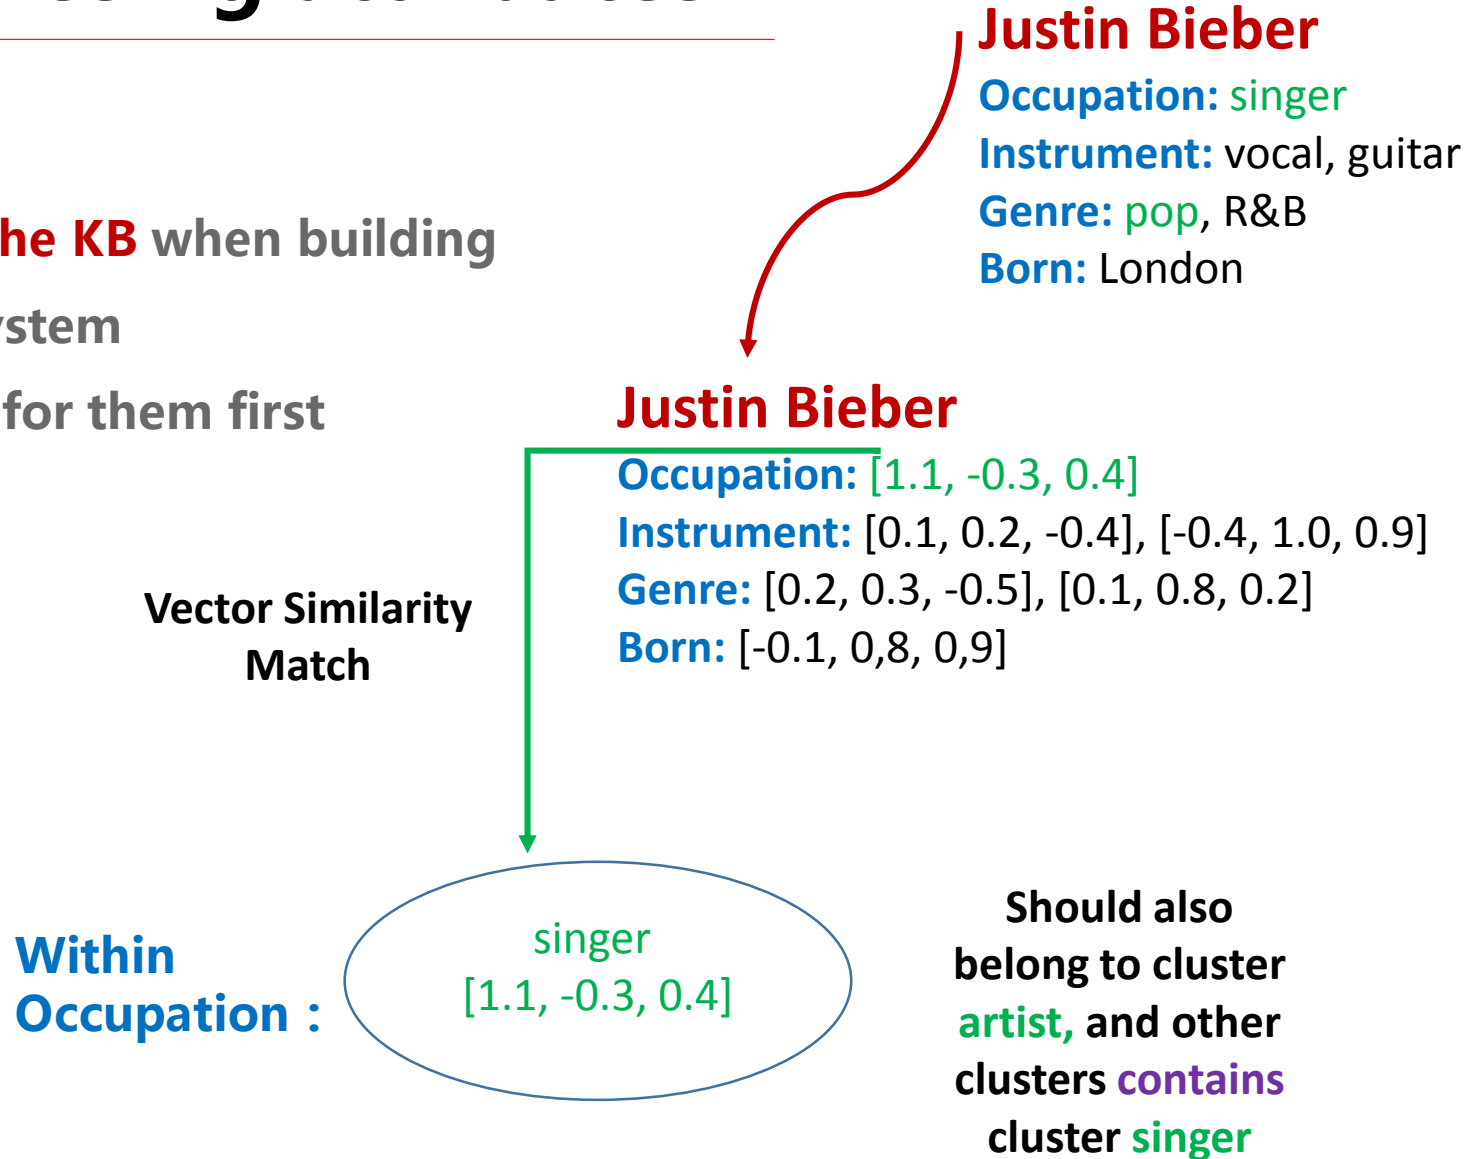 Justin Bieber
Occupation: singer
Instrument: vocal, guitar
Genre: pop, R&B
Born: London
he KB when building
ystem
for them first
Justin Bieber
Occupation: [1.1, -0.3, 0.4]
Instrument: [0.1, 0.2, -0.4], [-0.4, 1.0, 0.9]
Genre: [0.2, 0.3, -0.5], [0.1, 0.8, 0.2]
Born: [-0.1, 0,8, 0,9]
Vector Similarity
Match
Within
Occupation :
singer
[1.1, -0.3, 0.4]
Should also
belong to cluster
artist, and other
clusters contains
cluster singer